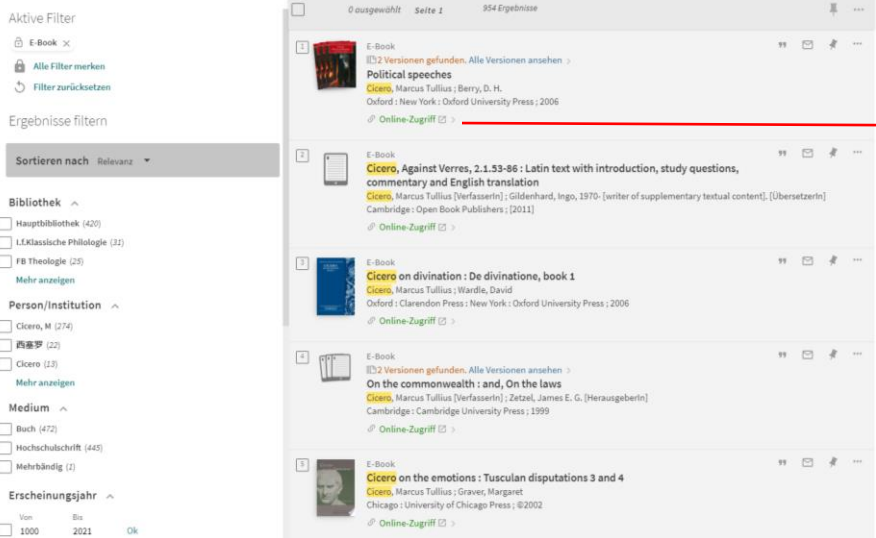 Aktive Filter
E-Book ×
Alle Filter merken
Filter zurücksetzen
Ergebnisse filtern
Sortieren nach Relevanz
Bibliothek
Hauptbibliothek (420)
I.f.Klassische Philologie (31)
FB Theologie (25)
Mehr anzeigen
Person/Institution
Cicero, M (274)
西塞罗 (22)
Cicero (13)
Mehr anzeigen
Medium
Buch (472)
Hochschulschrift (445)
Mehrbändig (1)
Erscheinungsjahr
Von Bis
1000 2021 Ok
0 ausgewählt Seite 1 954 Ergebnisse
1
E-Book
2 Versionen gefunden. Alle Versionen ansehen >
Political speeches
Cicero, Marcus Tullius ; Berry, D. H.
Oxford : New York : Oxford University Press ; 2006
Online-Zugriff >
2
E-Book
Cicero, Against Verres, 2.1.53-86 : Latin text with introduction, study questions,
commentary and English translation
Cicero, Marcus Tullius [VerfasserIn] ; Gildenhard, Ingo, 1970- [writer of supplementary textual content]. [ÜbersetzerIn]
Cambridge : Open Book Publishers ; [2011]
Online-Zugriff >
3
E-Book
Cicero on divination : De divinatione, book 1
Cicero, Marcus Tullius ; Wardle, David
Oxford : Clarendon Press : New York : Oxford University Press ; 2006
Online-Zugriff >
4
E-Book
2 Versionen gefunden. Alle Versionen ansehen >
On the commonwealth : and, On the laws
Cicero, Marcus Tullius [VerfasserIn] ; Zetzel, James E. G. [HerausgeberIn]
Cambridge : Cambridge University Press ; 1999
Online-Zugriff >
5
E-Book
Cicero on the emotions : Tusculan disputations 3 and 4
Cicero, Marcus Tullius ; Graver, Margaret
Chicago : University of Chicago Press ; ©2002
Online-Zugriff >